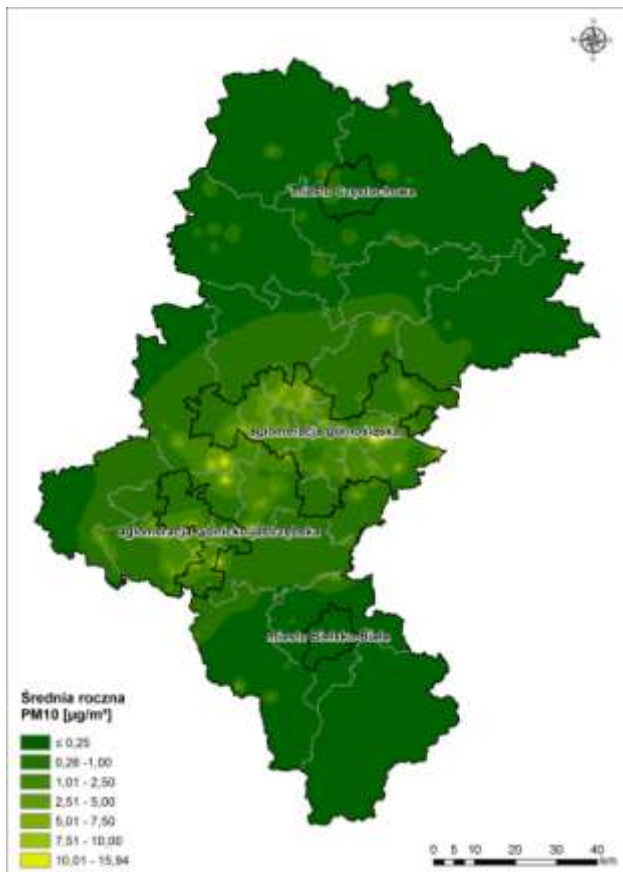 miasto Częstochowa
aglomeracja górnośląska
aglomeracja rybnicko-jastrzębska
miasto Bielsko-Biała
Średnia roczna
PM10 [µg/m³]
≤ 0,25
0,26 -1,00
1,01 - 2,50
2,51 - 5,00
5,01 - 7,50
7,51 - 10,00
10,01 - 15,94
0 5 10 20 30 40
km